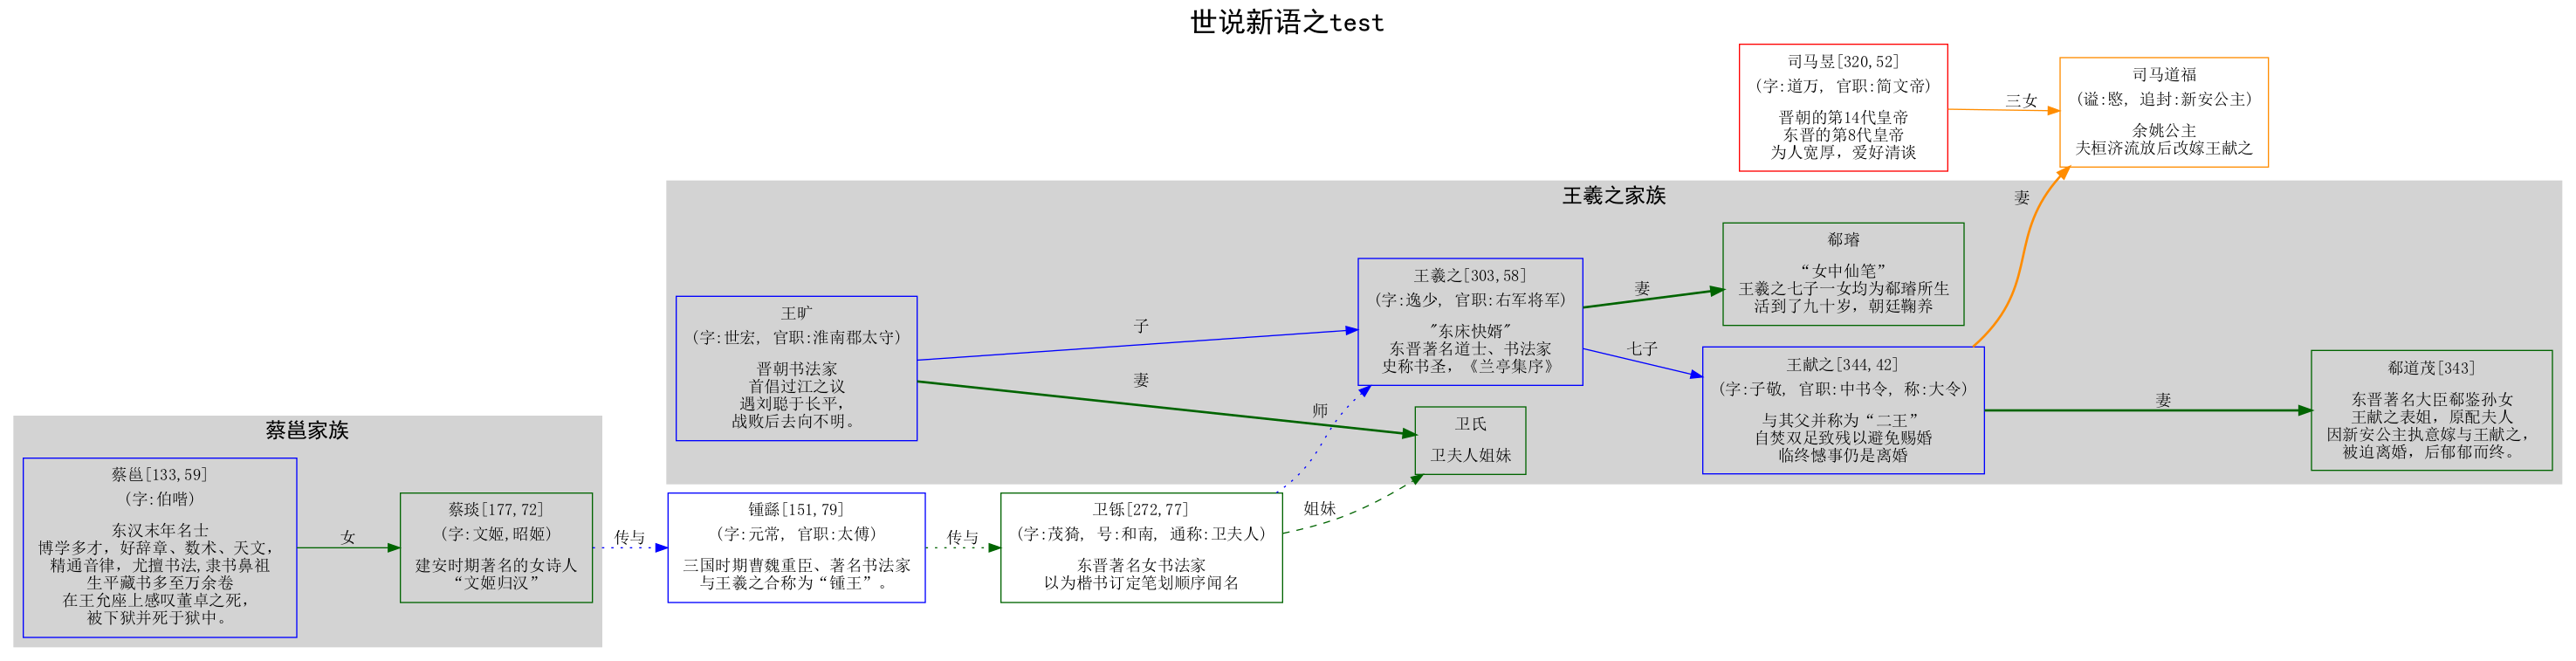 世说新语之test
司马昱[320,52]
(字:道万, 官职:简文帝)
晋朝的第14代皇帝
东晋的第8代皇帝
为人宽厚，爱好清谈
三女
司马道福
(谥:愍, 追封:新安公主)
余姚公主
夫桓济流放后改嫁王献之
王羲之家族
王旷
(字:世宏, 官职:淮南郡太守)
晋朝书法家
首倡过江之议
遇刘聪于长平，
战败后去向不明。
子
妻
王羲之[303,58]
(字:逸少, 官职:右军将军)
"东床快婿"
东晋著名道士、书法家
史称书圣，《兰亭集序》
师
妻
七子
郗璿
“女中仙笔”
王羲之七子一女均为郗璿所生
活到了九十岁，朝廷鞠养
卫氏
卫夫人姐妹
王献之[344,42]
(字:子敬, 官职:中书令, 称:大令)
与其父并称为“二王”
自焚双足致残以避免赐婚
临终憾事仍是离婚
妻
妻
郗道茂[343]
东晋著名大臣郗鉴孙女
王献之表姐，原配夫人
因新安公主执意嫁与王献之，
被迫离婚，后郁郁而终。
蔡邕家族
蔡邕[133,59]
(字:伯喈)
东汉末年名士
博学多才，好辞章、数术、天文，
精通音律，尤擅书法,隶书鼻祖
生平藏书多至万余卷
在王允座上感叹董卓之死，
被下狱并死于狱中。
女
蔡琰[177,72]
(字:文姬,昭姬)
建安时期著名的女诗人
“文姬归汉”
传与
锺繇[151,79]
(字:元常, 官职:太傅)
三国时期曹魏重臣、著名书法家
与王羲之合称为“锺王”。
传与
卫铄[272,77]
(字:茂猗, 号:和南, 通称:卫夫人)
东晋著名女书法家
以为楷书订定笔划顺序闻名
姐妹